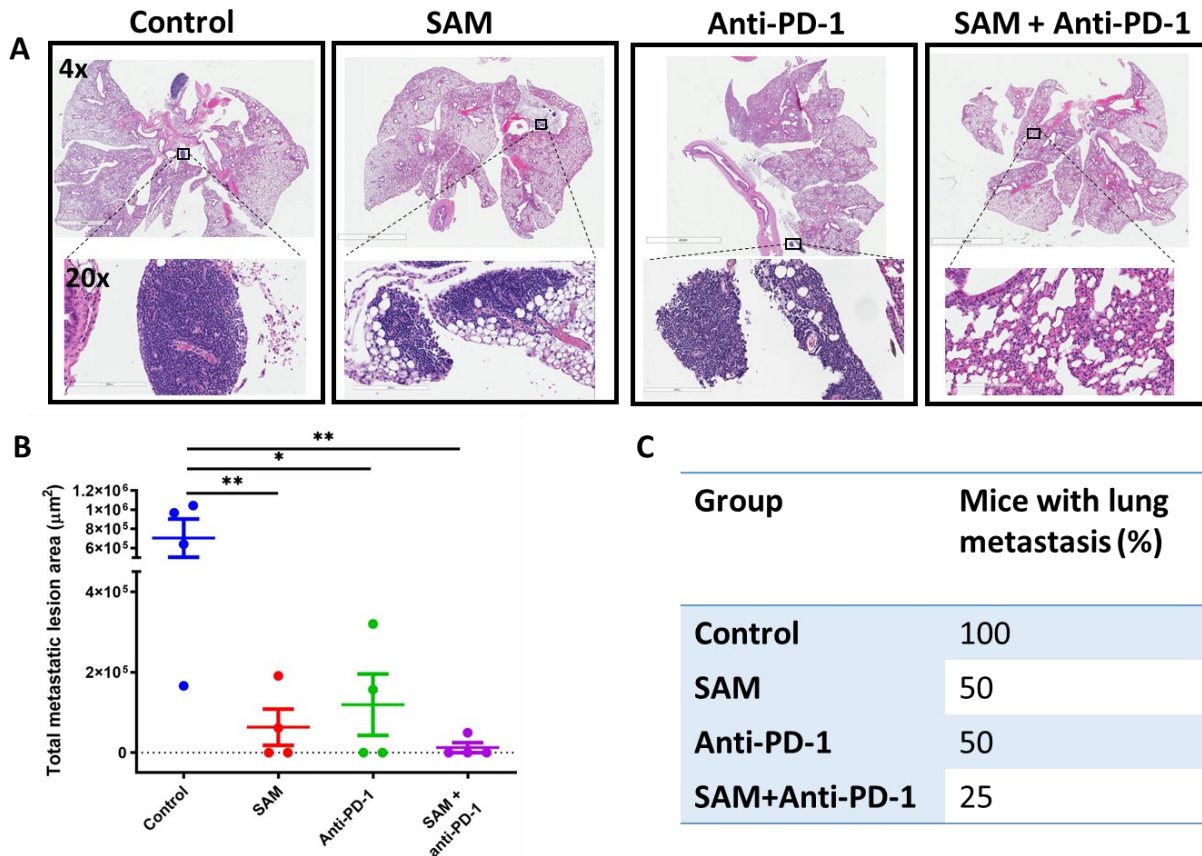 Control SAM Anti-PD-1 SAM + Anti-PD-1
A
4x
20x
B
** 
*
**
Total metastatic lesion area (µm²)
1.2×10⁶
1×10⁶
8×10⁵
6×10⁵
4×10⁵
2×10⁵
0
Control
SAM
Anti-PD-1
SAM +
anti-PD-1
C
Group Mice with lung
metastasis (%)
Control 100
SAM 50
Anti-PD-1 50
SAM+Anti-PD-1 25